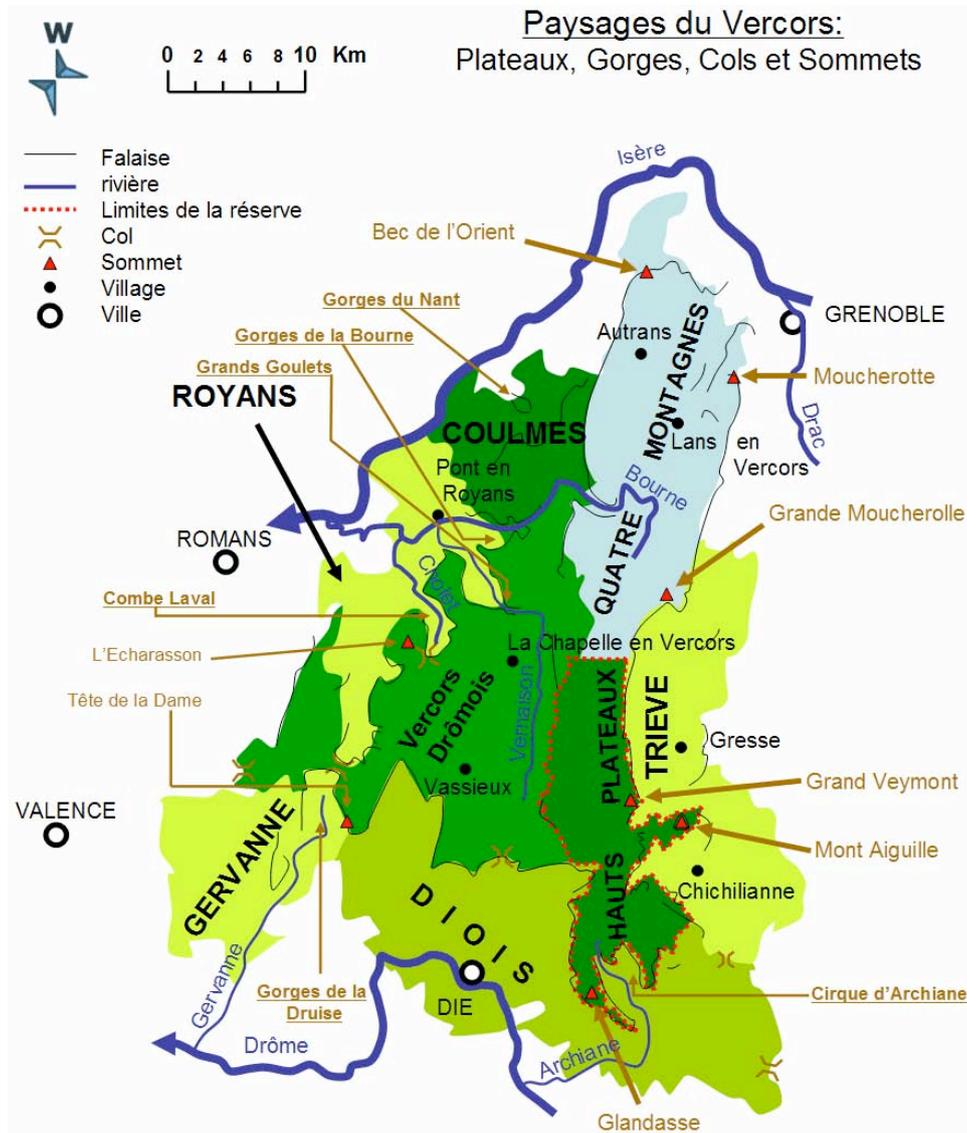 Paysages du Vercors:
Plateaux, Gorges, Cols et Sommets
W
0 2 4 6 8 10 Km
Falaise
rivière
Limites de la réserve
Col
Sommet
Village
Ville
Isère
Bec de l'Orient
Gorges du Nant
Gorges de la Bourne
Grands Goulets
ROYANS
Autrans
GRENOBLE
MONTAGNES
Moucherotte
Drac
COULMES
Lans en
Vercors
Pont en
Royans
Bourne
QUATRE
Grande Moucherolle
ROMANS
Cholet
Combe Laval
L'Echarasson
La Chapelle en Vercors
Tête de la Dame
Vercors
Drômois
Vernaison
PLATEAUX
TRIEVE
Gresse
Vassieux
Grand Veymont
VALENCE
Mont Aiguille
GERVANNE
HAUTS
Chichilianne
DIOIS
Gervanne
Gorges de la
Druise
DIE
Cirque d'Archiane
Drôme
Archiane
Glandasse